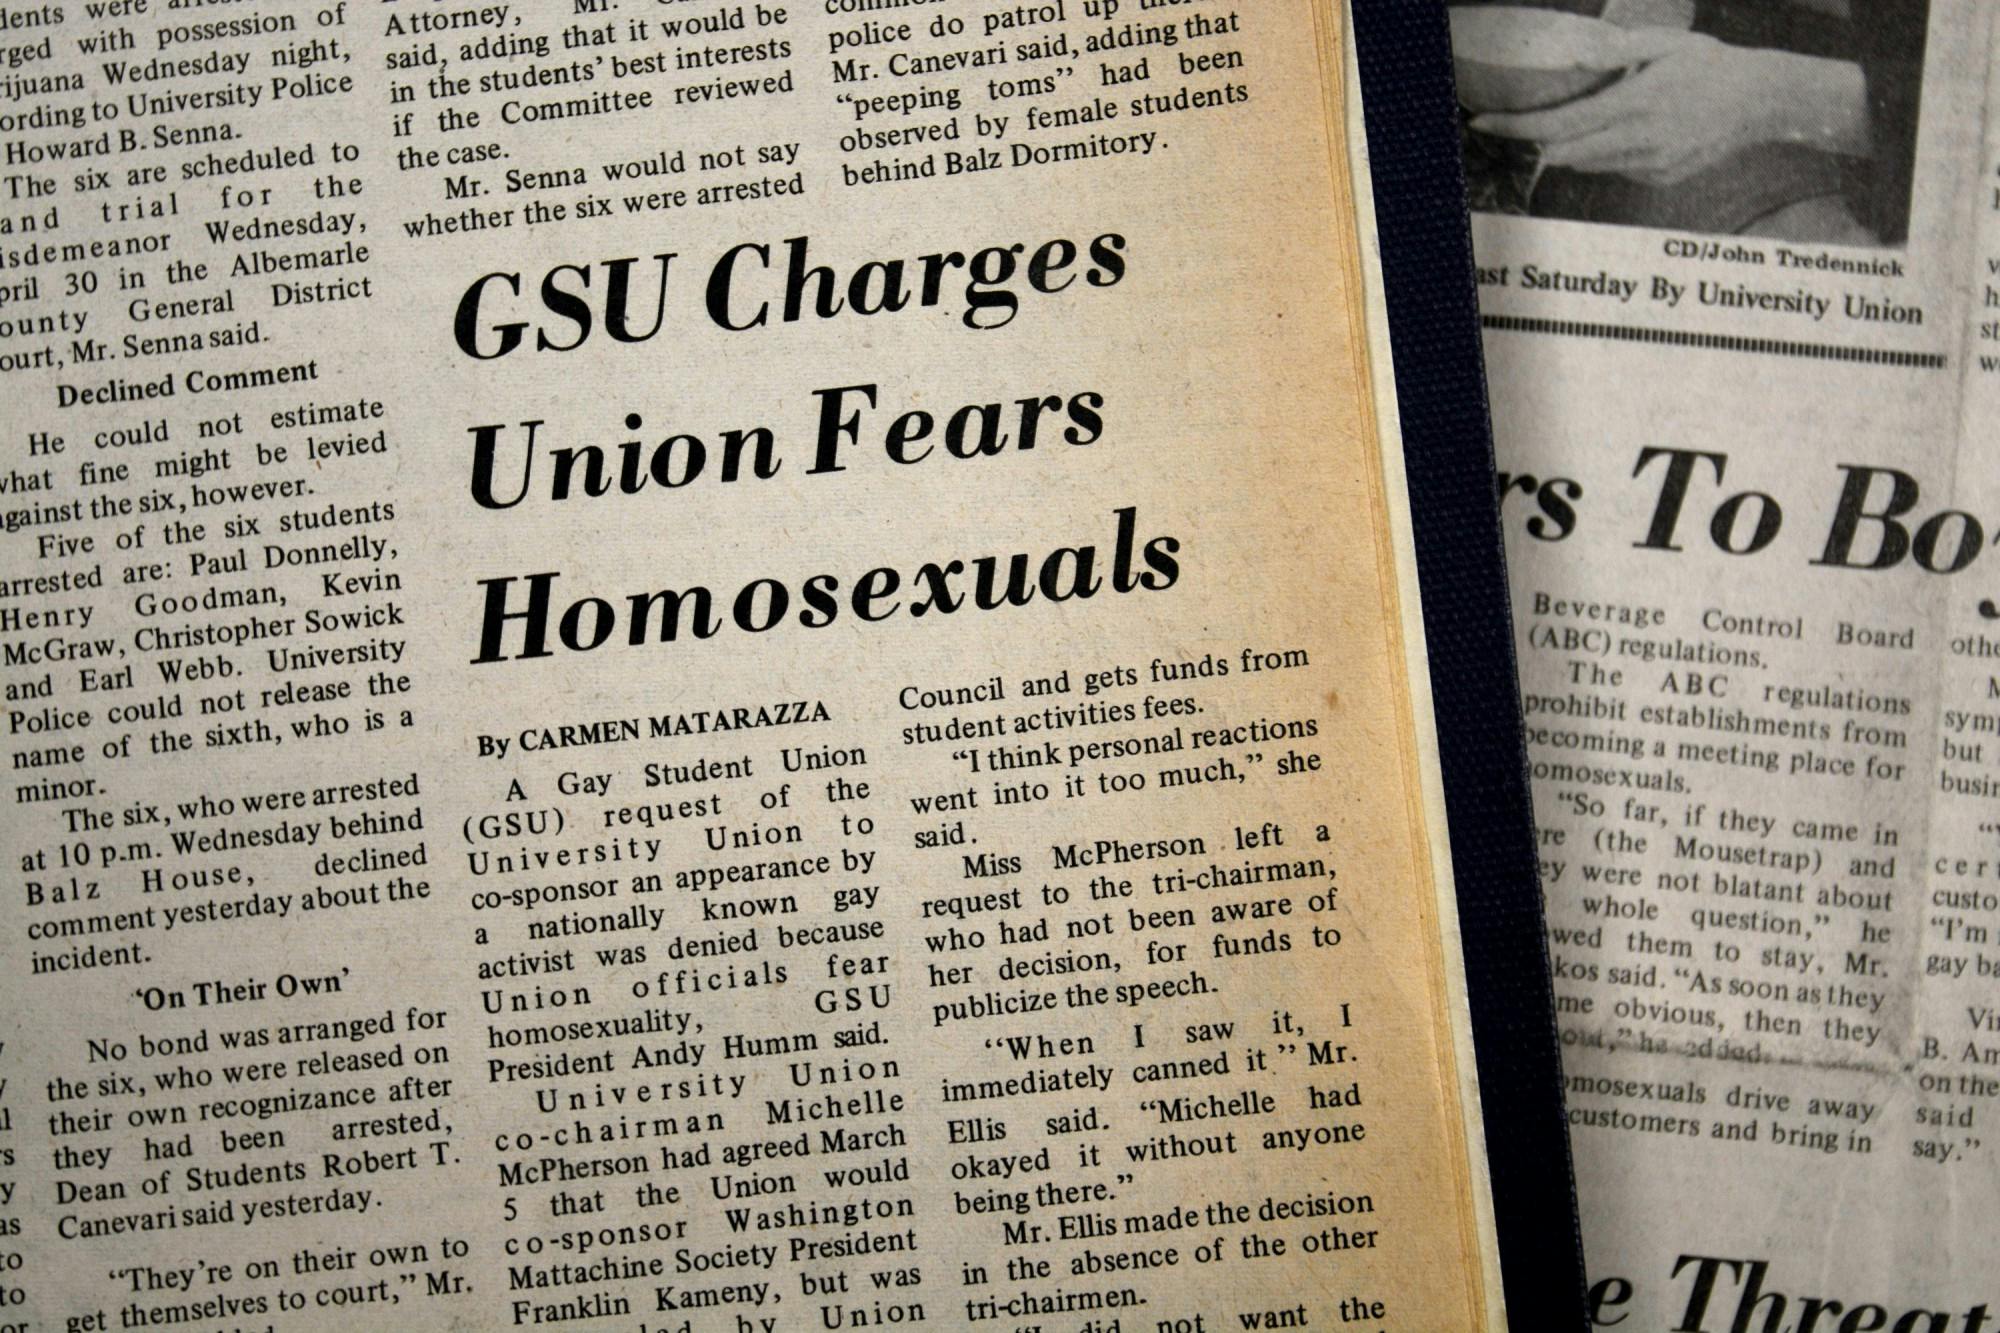 dents were
rged with possession of
rijuana Wednesday night,
ording to University Police
Howard B. Senna.
The six are scheduled to
and trial for the
isdemeanor Wednesday,
pril 30 in the Albemarle
ounty General District
ourt, Mr. Senna said.
Declined Comment
He could not estimate
what fine might be levied
against the six, however.
Five of the six students
arrested are: Paul Donnelly,
Henry Goodman, Kevin
McGraw, Christopher Sowick
and Earl Webb. University
Police could not release the
name of the sixth, who is a
minor.
The six, who were arrested
at 10 p.m. Wednesday behind
Balz House, declined
comment yesterday about the
incident.
'On Their Own'
No bond was arranged for
the six, who were released on
their own recognizance after
they had been arrested,
Dean of Students Robert T.
Canevari said yesterday.
"They're on their own to
get themselves to court," Mr.
Attorney, Mr.
said, adding that it would be
in the students' best interests
if the Committee reviewed
the case.
Mr. Senna would not say
whether the six were arrested
police do patrol up
Mr. Canevari said, adding that
"peeping toms" had been
observed by female students
behind Balz Dormitory.
GSU Charges
Union Fears
Homosexuals
By CARMEN MATARAZZA
A Gay Student Union
(GSU) request of the
University Union to
co-sponsor an appearance by
a nationally known gay
activist was denied because
Union officials fear
homosexuality, GSU
President Andy Humm said.
University Union
co-chairman Michelle
McPherson had agreed March
5 that the Union would
co-sponsor Washington
Mattachine Society President
Franklin Kameny, but was
by Union
Council and gets funds from
student activities fees.
"I think personal reactions
went into it too much," she
said.
Miss McPherson left a
request to the tri-chairman,
who had not been aware of
her decision, for funds to
publicize the speech.
"When I saw it, I
immediately canned it" Mr.
Ellis said. "Michelle had
okayed it without anyone
being there."
Mr. Ellis made the decision
in the absence of the other
tri-chairmen.
"I did not want the
CD/John Tredennick
ast Saturday By University Union
rs To Bo
Beverage Control Board
(ABC) regulations.
The ABC regulations
prohibit establishments from
becoming a meeting place for
omosexuals.
"So far, if they came in
re (the Mousetrap) and
ey were not blatant about
whole question," he
wed them to stay, Mr.
kos said. "As soon as they
me obvious, then they
out," he added.
mosexuals drive away
customers and bring in
othe
M
symp
but
busin
cert
custo
"I'm
gay ba
Vir
B. Am
on the
said
say."
e Threat